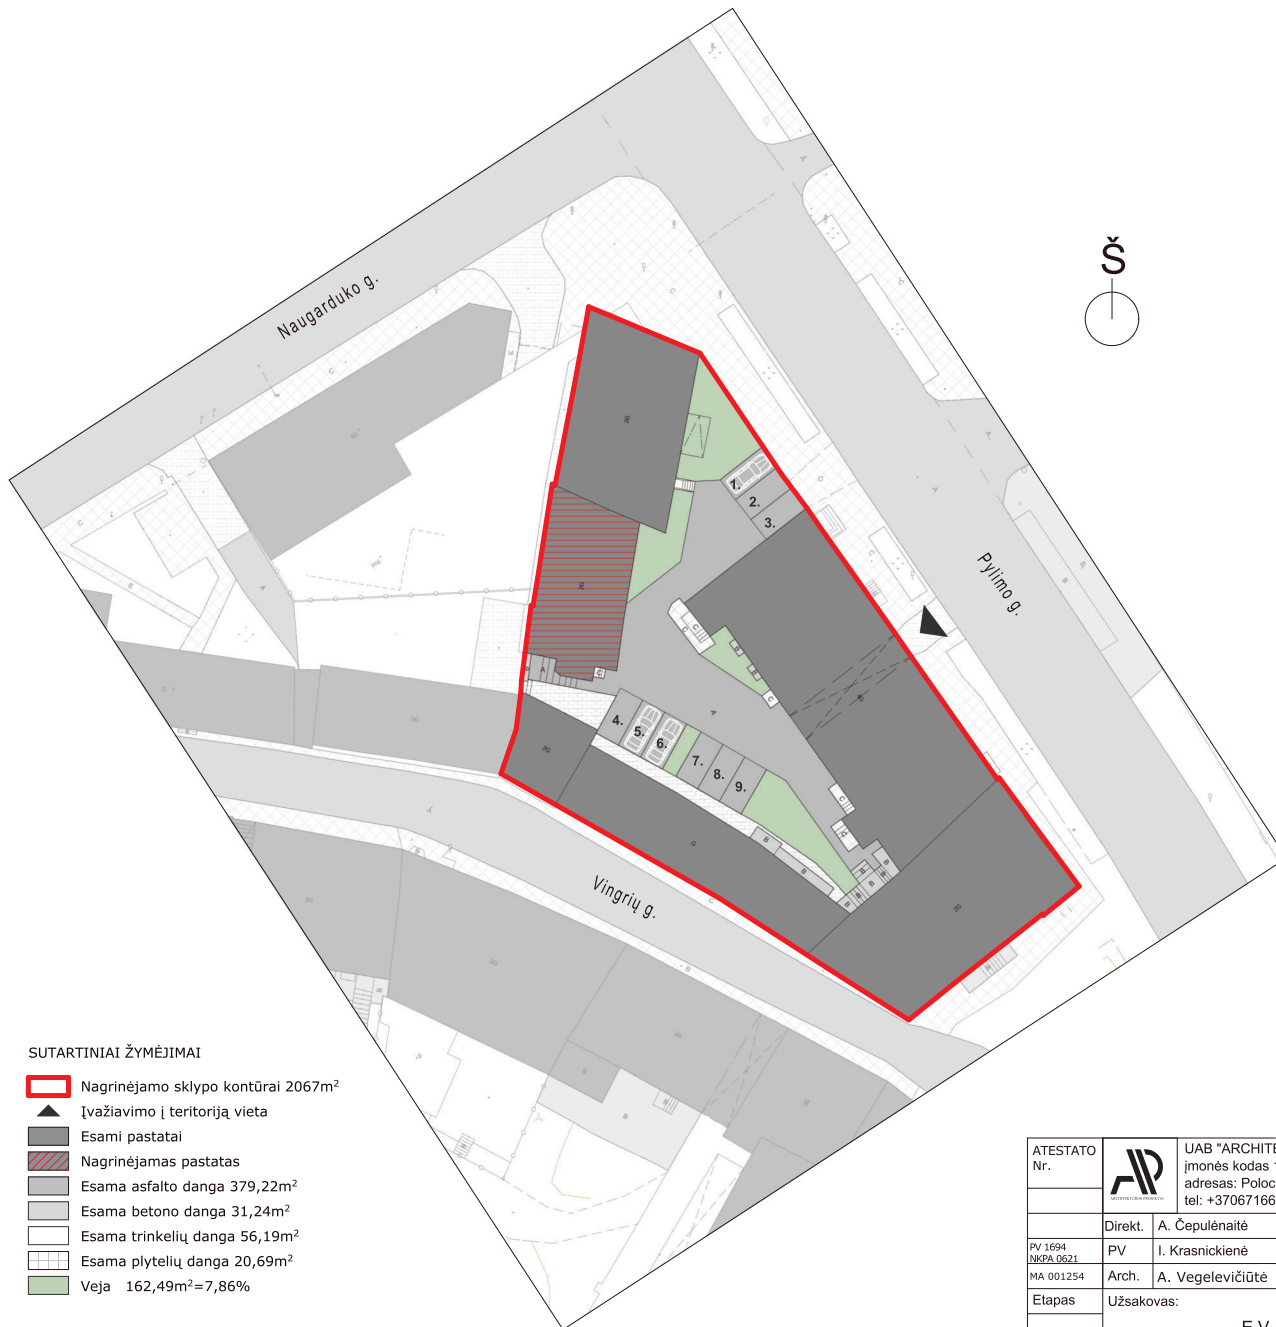 Š
Naugarduko g.
Pylimo g.
Vingrių g.
1.
2.
3.
4.
5.
6.
7.
8.
9.
SUTARTINIAI ŽYMĖJIMAI
Nagrinėjamo sklypo kontūrai 2067m²
Įvažiavimo į teritoriją vieta
Esami pastatai
Nagrinėjamas pastatas
Esama asfalto danga 379,22m²
Esama betono danga 31,24m²
Esama trinkelių danga 56,19m²
Esama plytelių danga 20,69m²
Veja 162,49m²=7,86%
ATESTATO
Nr.
ARCHITEKTŪROS PROJEKTAI
UAB "ARCHITE
įmonės kodas 1
adresas: Poloc
tel: +37067166
Direkt. A. Čepulėnaitė
PV 1694
NKPA 0621
PV I. Krasnickienė
MA 001254 Arch. A. Vegelevičiūtė
Etapas Užsakovas: